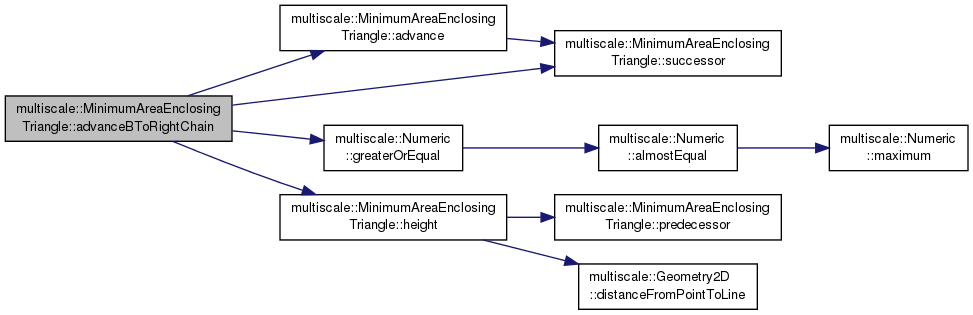 multiscale::MinimumAreaEnclosing
Triangle::advance
multiscale::MinimumAreaEnclosing
Triangle::successor
multiscale::MinimumAreaEnclosing
Triangle::advanceBToRightChain
multiscale::Numeric
::greaterOrEqual
multiscale::Numeric
::almostEqual
multiscale::Numeric
::maximum
multiscale::MinimumAreaEnclosing
Triangle::height
multiscale::MinimumAreaEnclosing
Triangle::predecessor
multiscale::Geometry2D
::distanceFromPointToLine